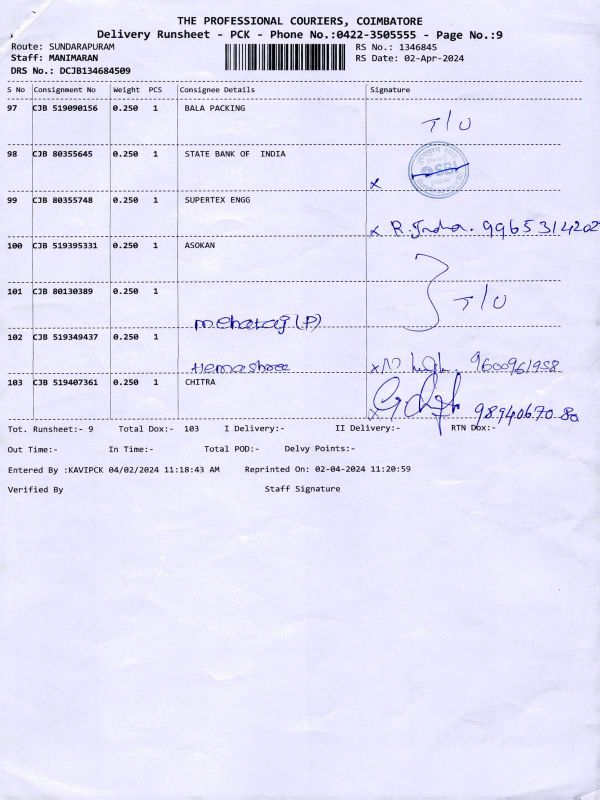 THE PROFESSIONAL COURIERS, COIMBATORE
Delivery Runsheet - PCK - Phone No.:0422-3505555 - Page No.:9
Route: SUNDARAPURAM RS No.: 1346845
Staff: MANIMARAN RS Date: 02-Apr-2024
DRS No.: DCJB134684509
S No Consignment No Weight PCS Consignee Details Signature
97 CJB 519090156 0.250 1 BALA PACKING
T/U
98 CJB 80355645 0.250 1 STATE BANK OF INDIA
SBI
x
99 CJB 80355748 0.250 1 SUPERTEX ENGG
x R. Indra. 9965314202
100 CJB 519395331 0.250 1 ASOKAN
101 CJB 80130389 0.250 1
T/U
Meharaj (P)
102 CJB 519349437 0.250 1
Hemashree x 9600961958
103 CJB 519407361 0.250 1 CHITRA
x 9894067080
Tot. Runsheet:- 9 Total Dox:- 103 I Delivery:- II Delivery:- RTN Dox:-
Out Time:- In Time:- Total POD:- Delvy Points:-
Entered By :KAVIPCK 04/02/2024 11:18:43 AM Reprinted On: 02-04-2024 11:20:59
Verified By Staff Signature